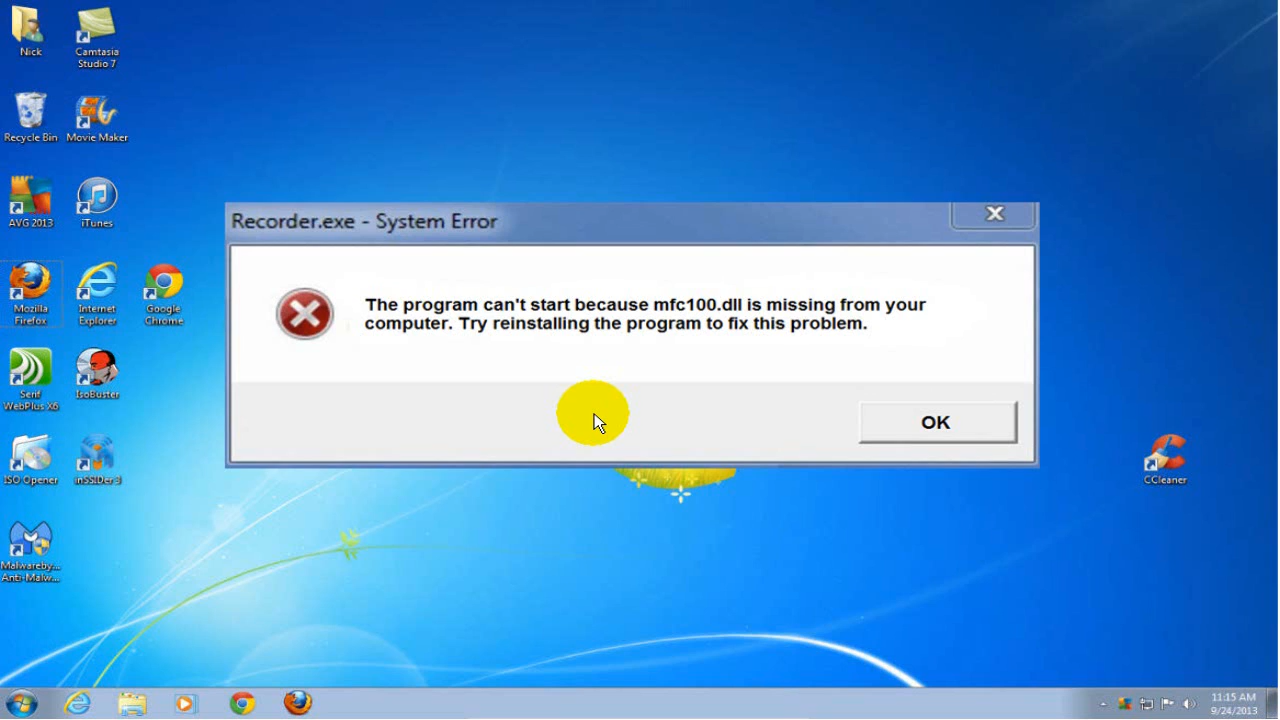 Nick
Camtasia
Studio 7
Recycle Bin
Movie Maker
AVG 2013
iTunes
Mozilla
Firefox
Internet
Explorer
Google
Chrome
Serif
WebPlus X6
IsoBuster
ISO Opener
inSSIDer 3
Malwareby...
Anti-Malw...
Recorder.exe - System Error
The program can't start because mfc100.dll is missing from your
computer. Try reinstalling the program to fix this problem.
OK
CCleaner
11:15 AM
9/24/2013